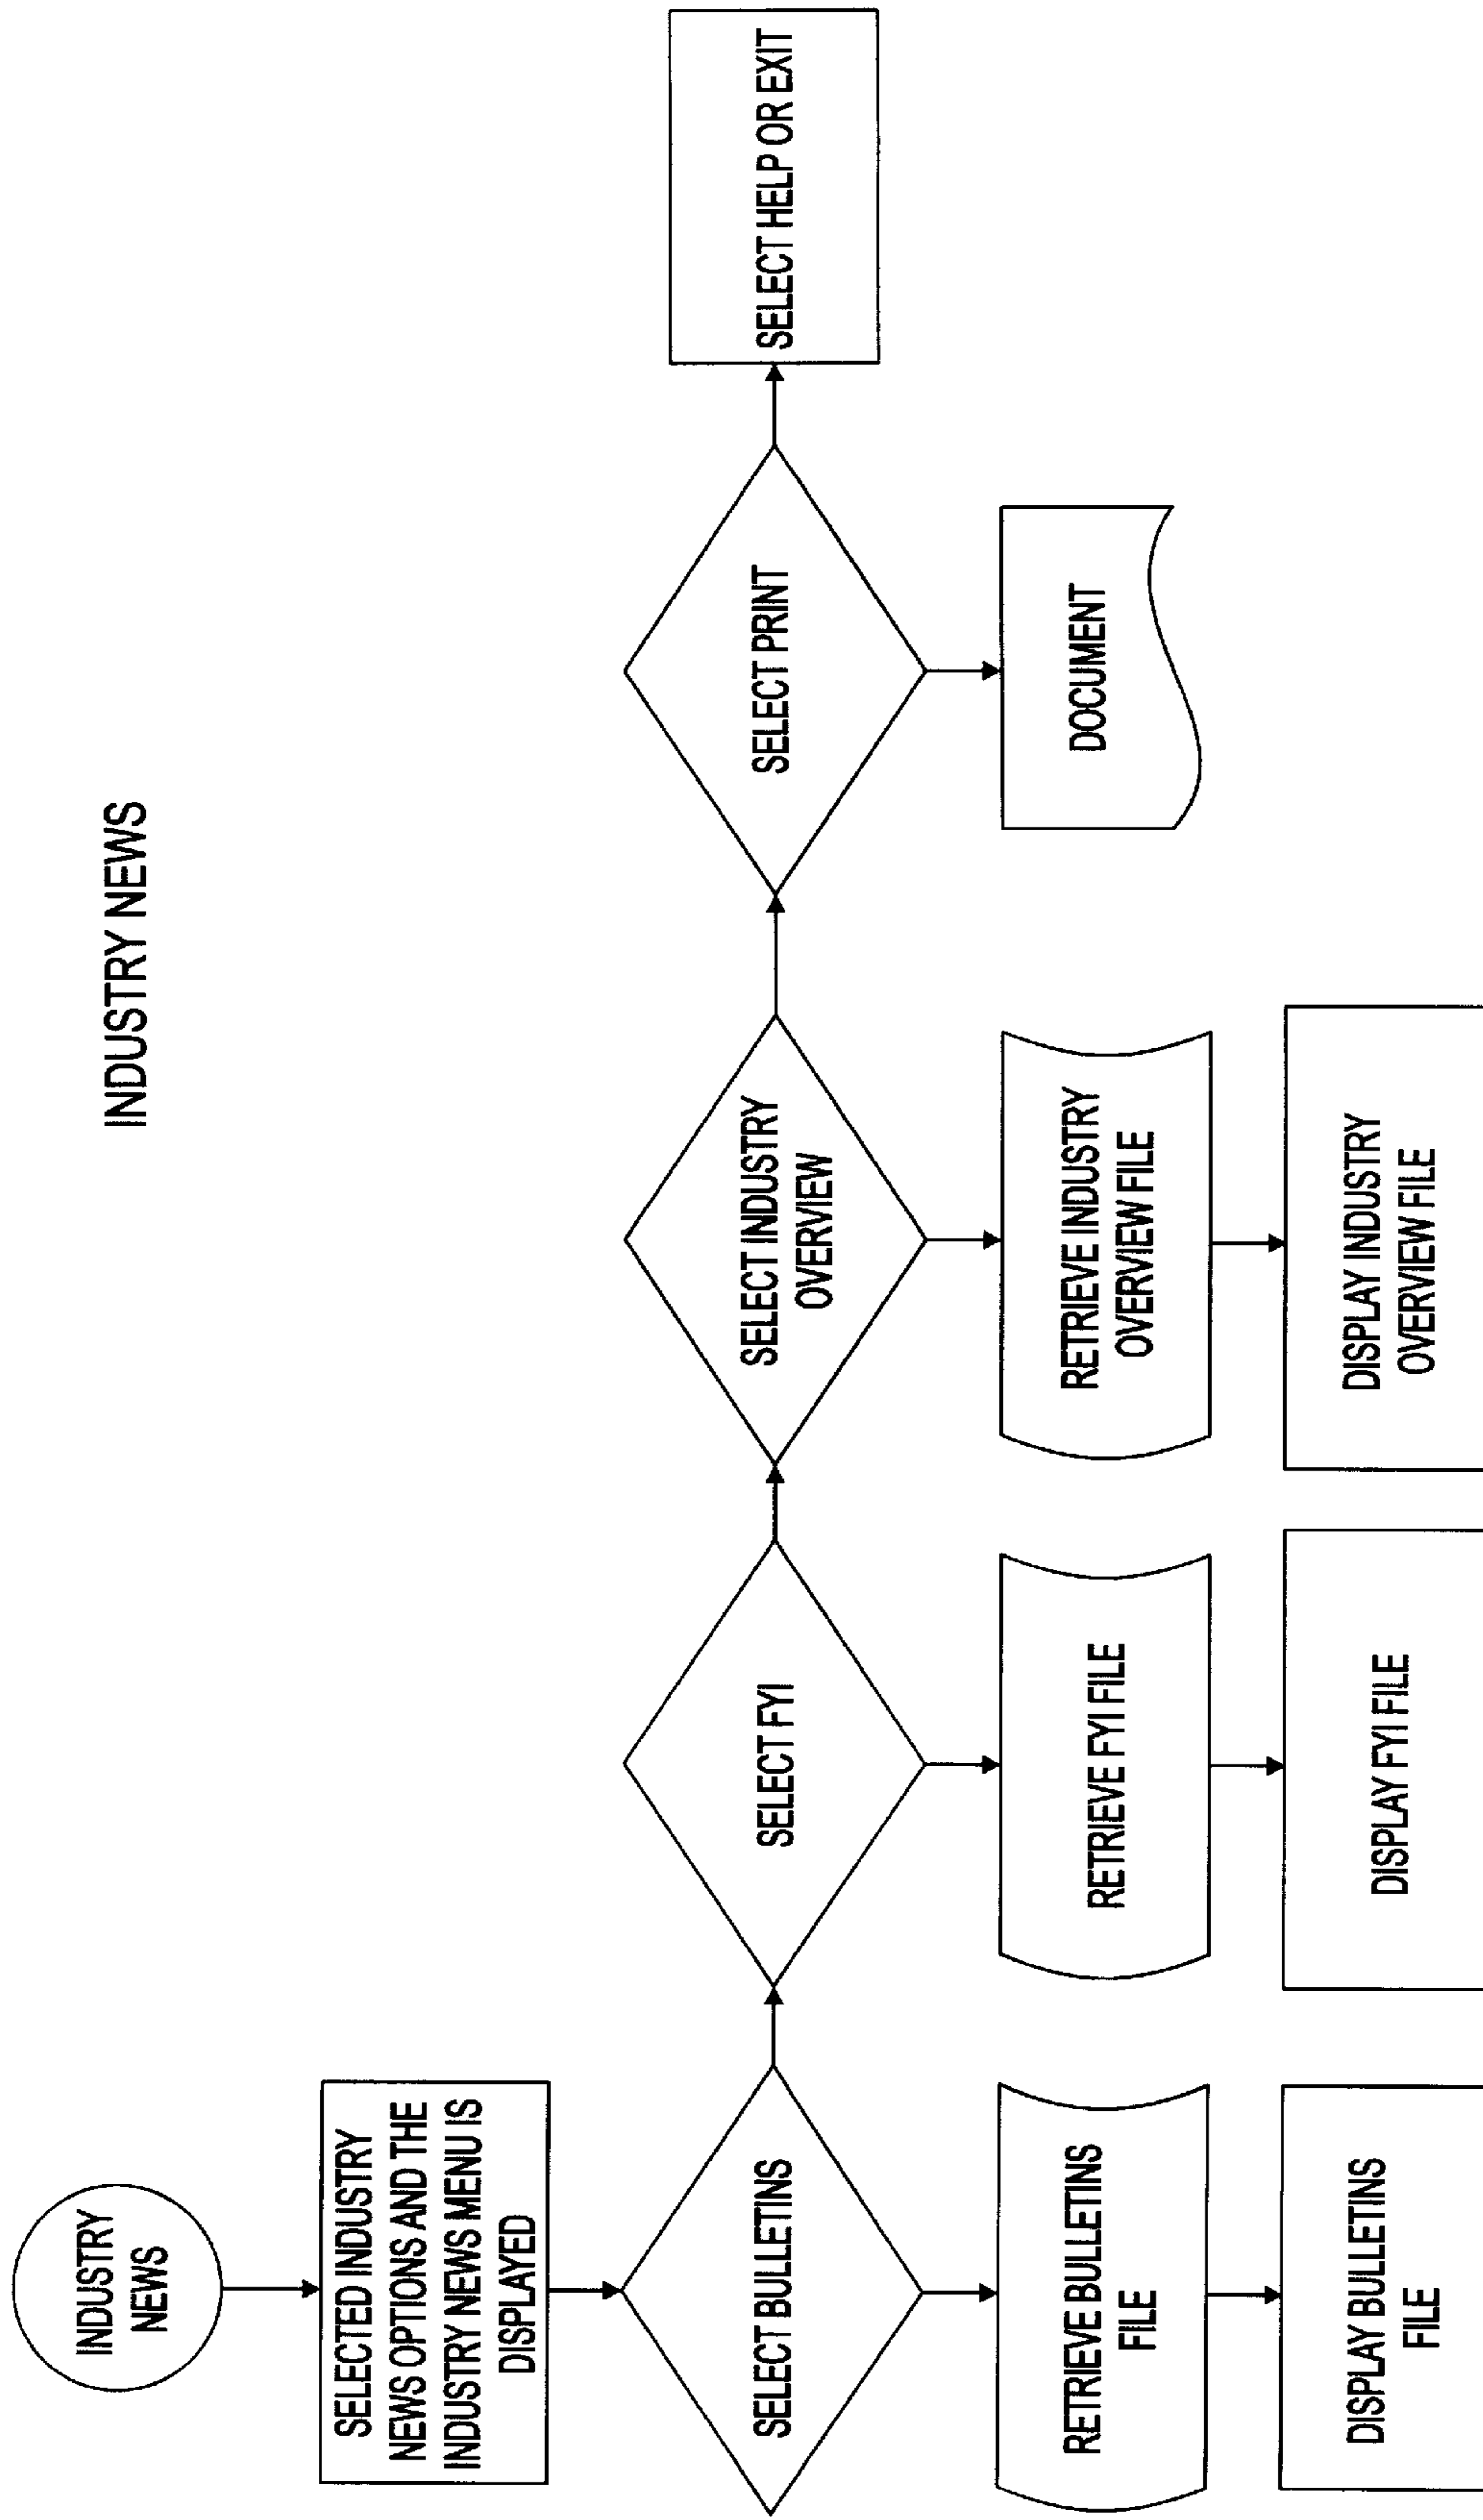 INDUSTRY NEWS
INDUSTRY
NEWS
SELECTED INDUSTRY
NEWS OPTIONS AND THE
INDUSTRY NEWS MENU IS
DISPLAYED
SELECT BULLETINS
SELECT FYI
SELECT INDUSTRY
OVERVIEW
SELECT PRINT
SELECT HELP OR EXIT
RETRIEVE BULLETINS
FILE
RETRIEVE FYI FILE
RETRIEVE INDUSTRY
OVERVIEW FILE
DOCUMENT
DISPLAY BULLETINS
FILE
DISPLAY FYI FILE
DISPLAY INDUSTRY
OVERVIEW FILE